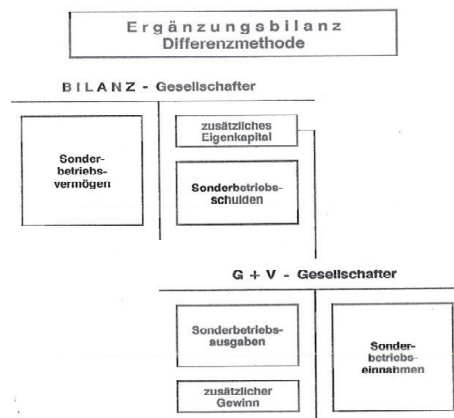 Ergänzungsbilanz
Differenzmethode
BILANZ - Gesellschafter
zusätzliches
Eigenkapital
Sonder-
betriebs-
vermögen
Sonderbetriebs-
schulden
G + V - Gesellschafter
Sonderbetriebs-
ausgaben
Sonder-
betriebs-
einnahmen
zusätzlicher
Gewinn